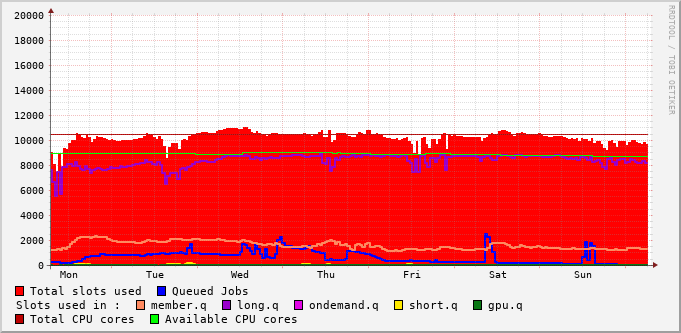 RRDTOOL / TOBI OETIKER
20000
18000
16000
14000
12000
10000
8000
6000
4000
2000
0
Mon Tue Wed Thu Fri Sat Sun
Total slots used Queued Jobs
Slots used in : member.q long.q ondemand.q short.q gpu.q
Total CPU cores Available CPU cores